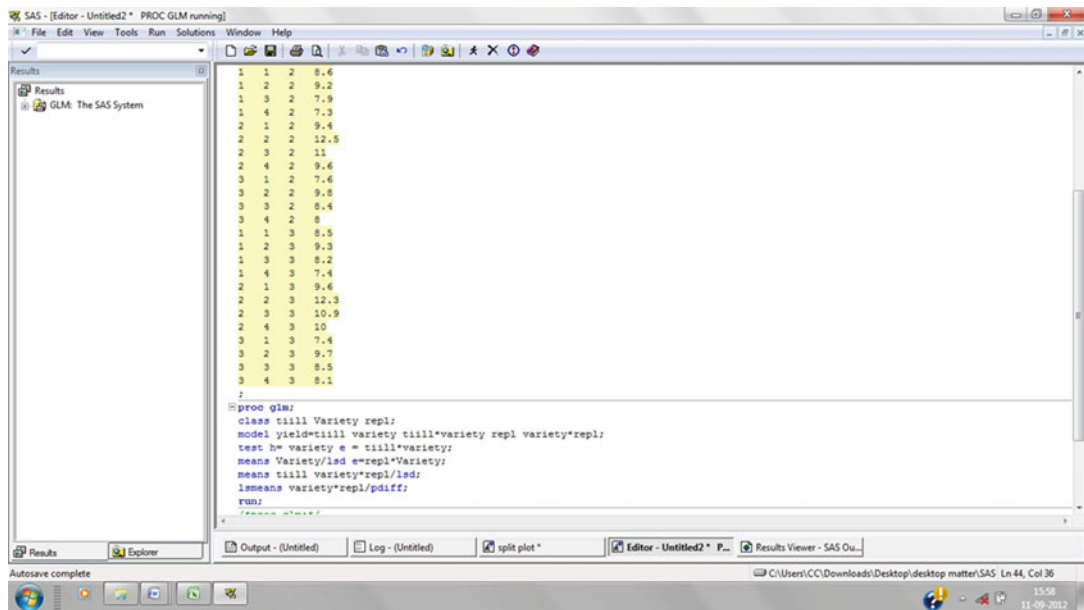 SAS - [Editor - Untitled2 * PROC GLM running]
File Edit View Tools Run Solutions Window Help
Results
Results
GLM: The SAS System
1 1 2 8.6
1 2 2 9.2
1 3 2 7.9
1 4 2 7.3
2 1 2 9.4
2 2 2 12.5
2 3 2 11
2 4 2 9.6
3 1 2 7.6
3 2 2 9.8
3 3 2 8.4
3 4 2 8
1 1 3 8.5
1 2 3 9.3
1 3 3 8.2
1 4 3 7.4
2 1 3 9.6
2 2 3 12.3
2 3 3 10.9
2 4 3 10
3 1 3 7.4
3 2 3 9.7
3 3 3 8.5
3 4 3 8.1
;
proc glm;
class tiill Variety repl;
model yield=tiill variety tiill*variety repl variety*repl;
test h= variety e = tiill*variety;
means Variety/lsd e=repl*Variety;
means tiill variety*repl/lsd;
lsmeans variety*repl/pdiff;
run;
Results Explorer
Output - (Untitled) Log - (Untitled) split plot * Editor - Untitled2 * P... Results Viewer - SAS Ou...
Autosave complete
C:\Users\CC\Downloads\Desktop\desktop matter\SAS Ln 44, Col 36
15:58
11-09-2012